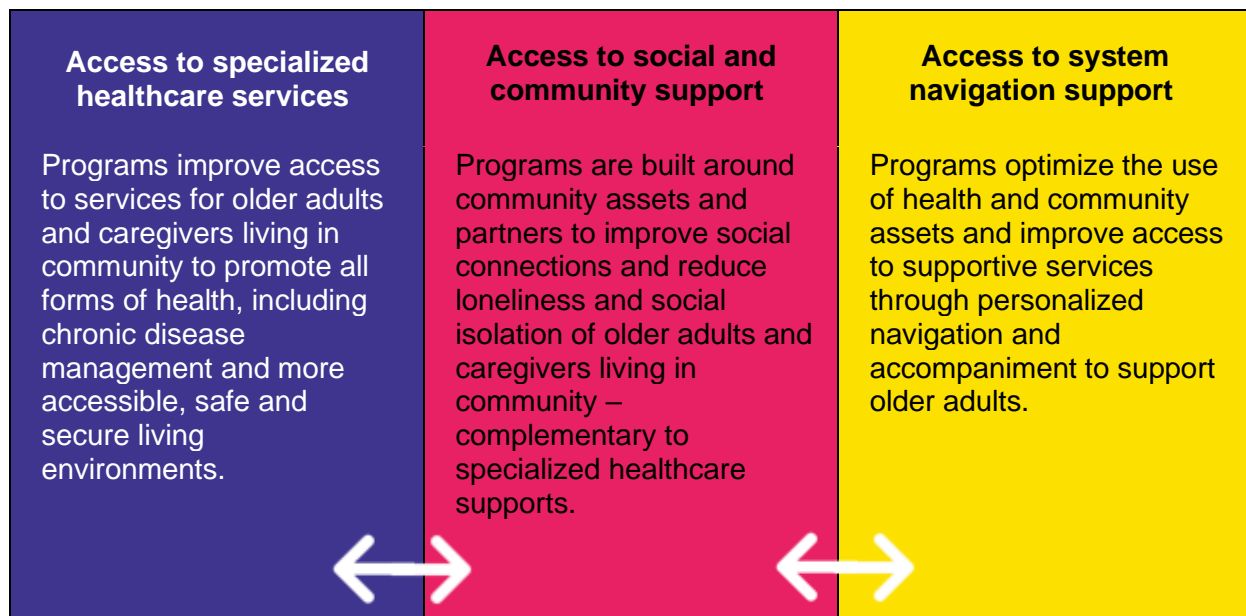 Access to specialized
healthcare services
Programs improve access
to services for older adults
and caregivers living in
community to promote all
forms of health, including
chronic disease
management and more
accessible, safe and
secure living
environments.
Access to social and
community support
Programs are built around
community assets and
partners to improve social
connections and reduce
loneliness and social
isolation of older adults and
caregivers living in
community –
complementary to
specialized healthcare
supports.
Access to system
navigation support
Programs optimize the use
of health and community
assets and improve access
to supportive services
through personalized
navigation and
accompaniment to support
older adults.